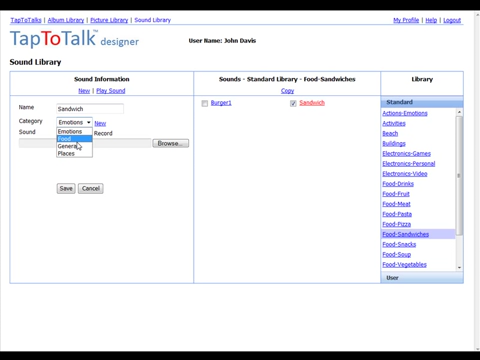 TapToTalks | Album Library | Picture Library | Sound Library
My Profile | Help | Logout
TapToTalk™ designer
User Name: John Davis
Sound Library
Sound Information
New | Play Sound
Name Sandwich
Category Emotions New
Emotions
Food
General
Places
Sound
Record
Browse...
Save Cancel
Sounds - Standard Library - Food-Sandwiches
Copy
Burger1 Sandwich
Library
Standard
Actions-Emotions
Activities
Beach
Buildings
Electronics-Games
Electronics-Personal
Electronics-Video
Food-Drinks
Food-Fruit
Food-Meat
Food-Pasta
Food-Pizza
Food-Sandwiches
Food-Snacks
Food-Soup
Food-Vegetables
User